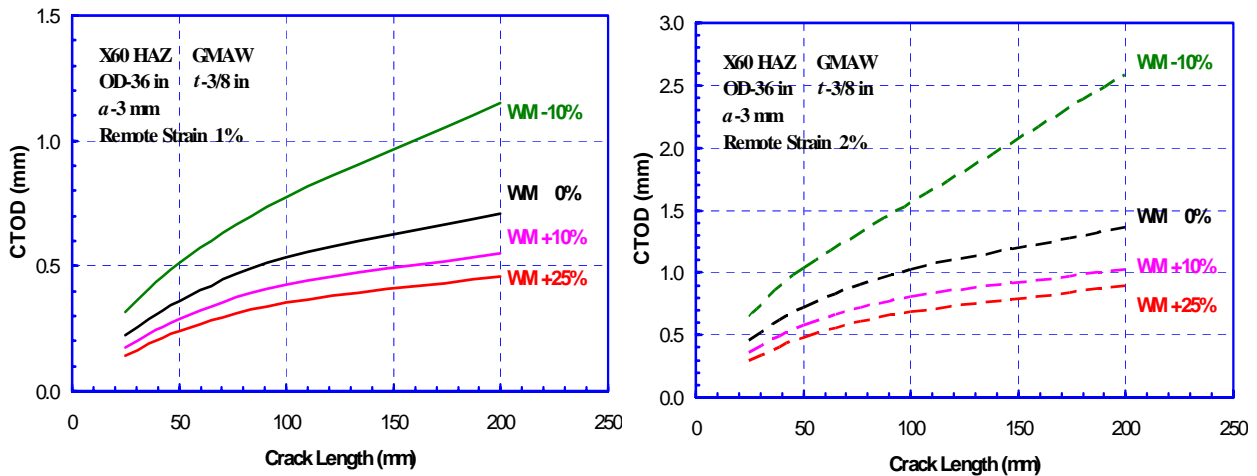 1.5
1.0
0.5
0.0
CTOD (mm)
X60 HAZ GMAW
OD-36 in t-3/8 in
a-3 mm
Remote Strain 1%
WM -10%
WM 0%
WM +10%
WM +25%
0 50 100 150 200 250
Crack Length (mm)
3.0
2.5
2.0
1.5
1.0
0.5
0.0
CTOD (mm)
X60 HAZ GMAW
OD-36 in t-3/8 in
a-3 mm
Remote Strain 2%
WM -10%
WM 0%
WM +10%
WM +25%
0 50 100 150 200 250
Crack Length (mm)